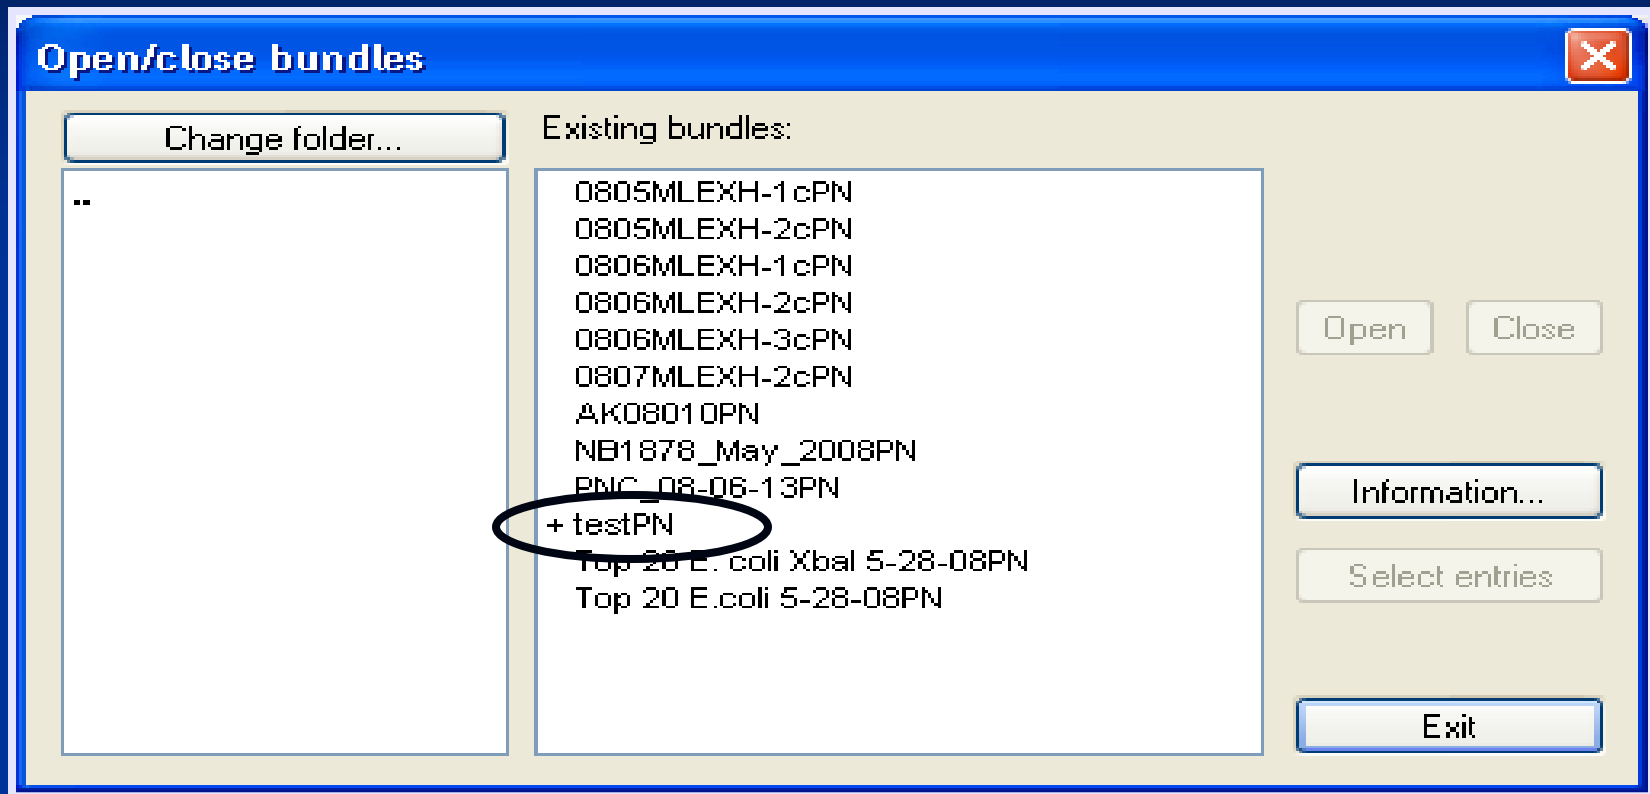 Open/close bundles
Change folder...
Existing bundles:
..
0805MLEXH-1cPN
0805MLEXH-2cPN
0806MLEXH-1cPN
0806MLEXH-2cPN
0806MLEXH-3cPN
0807MLEXH-2cPN
AK08010PN
NB1878_May_2008PN
PNC_08-06-13PN
+ testPN
Top 20 E. coli XbaI 5-28-08PN
Top 20 E.coli 5-28-08PN
Open
Close
Information...
Select entries
Exit